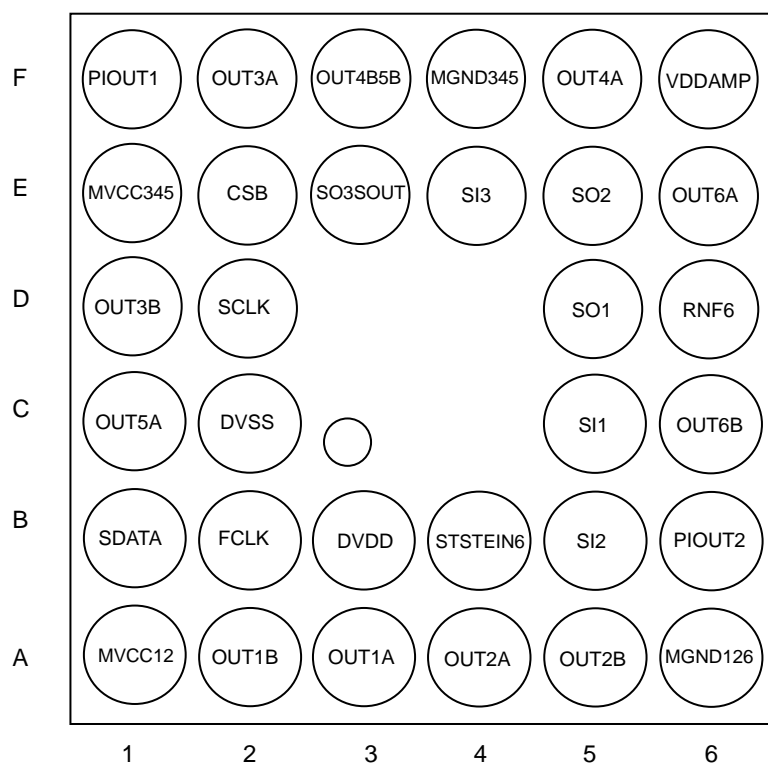 F PIOUT1 OUT3A OUT4B5B MGND345 OUT4A VDDAMP
E MVCC345 CSB SO3SOUT SI3 SO2 OUT6A
D OUT3B SCLK SO1 RNF6
C OUT5A DVSS SI1 OUT6B
B SDATA FCLK DVDD STSTEIN6 SI2 PIOUT2
A MVCC12 OUT1B OUT1A OUT2A OUT2B MGND126
1 2 3 4 5 6